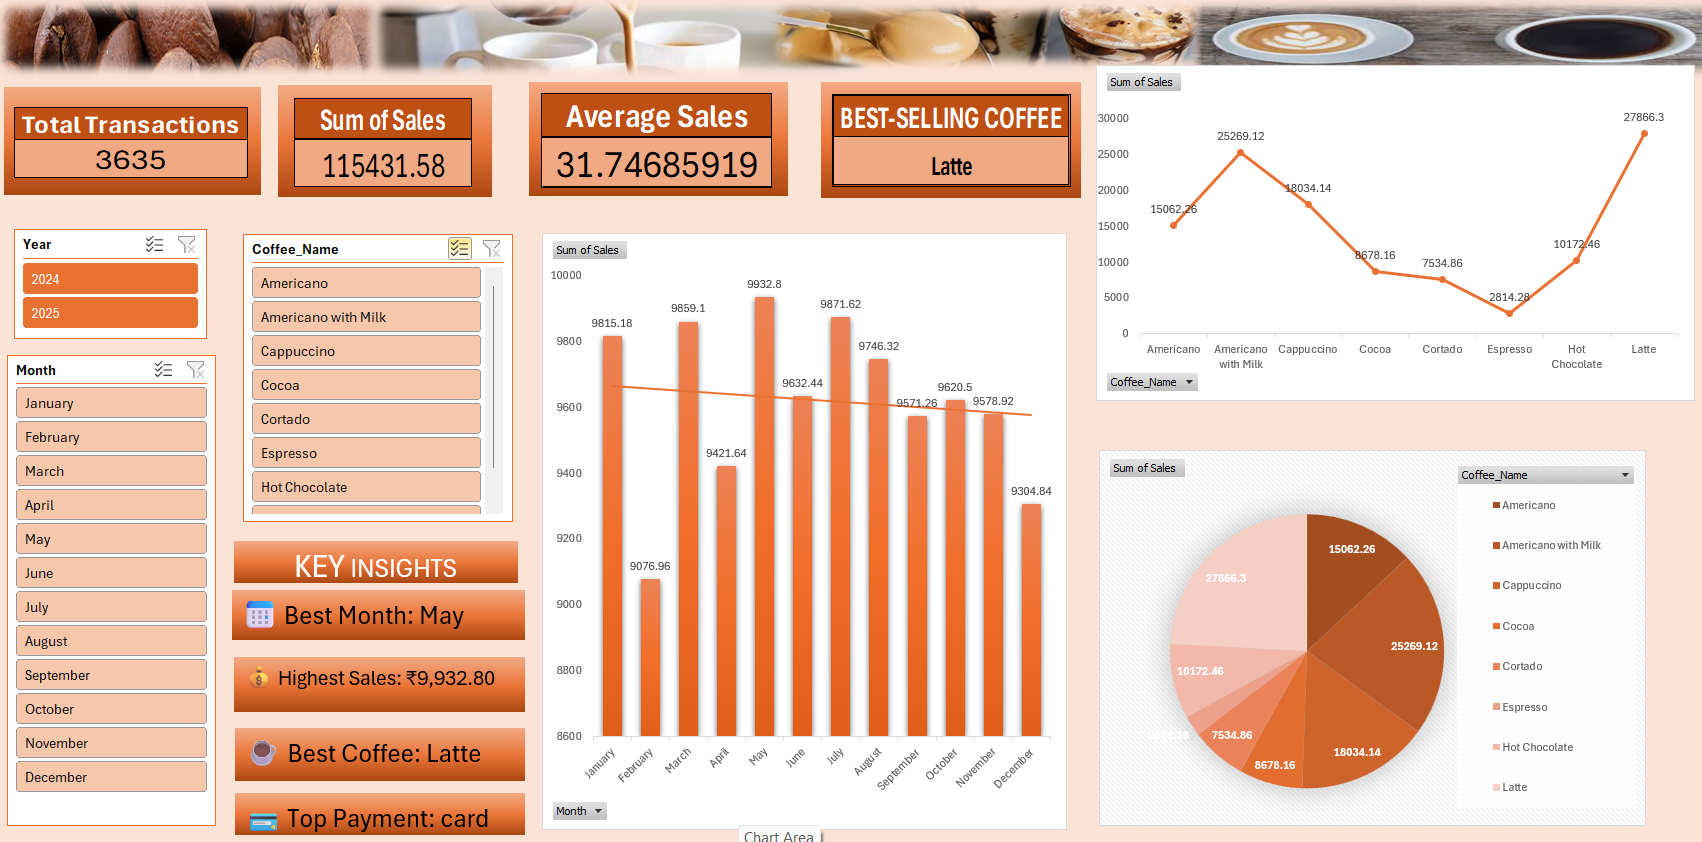 Total Transactions
3635
Sum of Sales
115431.58
Average Sales
31.74685919
BEST-SELLING COFFEE
Latte
Year
2024
2025
Month
January
February
March
April
May
June
July
August
September
October
November
December
Coffee_Name
Americano
Americano with Milk
Cappuccino
Cocoa
Cortado
Espresso
Hot Chocolate
KEY INSIGHTS
Best Month: May
Highest Sales: ₹9,932.80
Best Coffee: Latte
Top Payment: card
Sum of Sales
10000
9800
9600
9400
9200
9000
8800
8600
9815.18
9076.96
9859.1
9421.64
9932.8
9632.44
9871.62
9746.32
9571.26
9620.5
9578.92
9304.84
January
February
March
April
May
June
July
August
September
October
November
December
Month
Chart Area
Sum of Sales
30000
25000
20000
15000
10000
5000
0
15062.26
25269.12
18034.14
8678.16
7534.86
2814.28
10172.46
27866.3
Americano
Americano
with Milk
Cappuccino
Cocoa
Cortado
Espresso
Hot
Chocolate
Latte
Coffee_Name
Sum of Sales
15062.26
25269.12
18034.14
8678.16
7534.86
2814.28
10172.46
27866.3
Coffee_Name
Americano
Americano with Milk
Cappuccino
Cocoa
Cortado
Espresso
Hot Chocolate
Latte